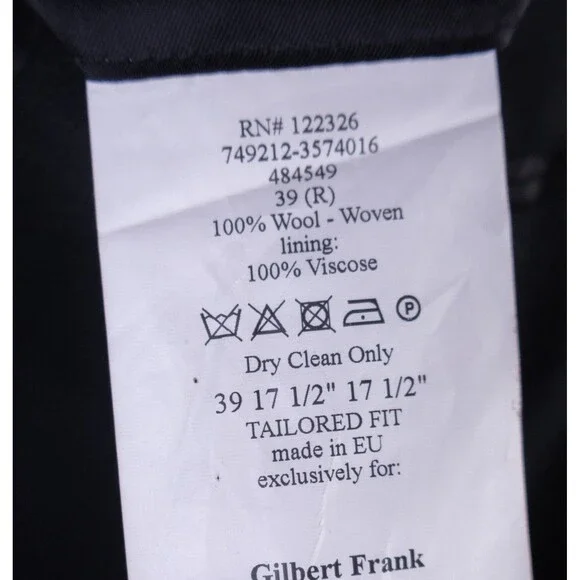 RN# 122326
749212-3574016
484549
39 (R)
100% Wool - Woven
lining:
100% Viscose
P
Dry Clean Only
39 17 1/2" 17 1/2"
TAILORED FIT
made in EU
exclusively for:
Gilbert Frank